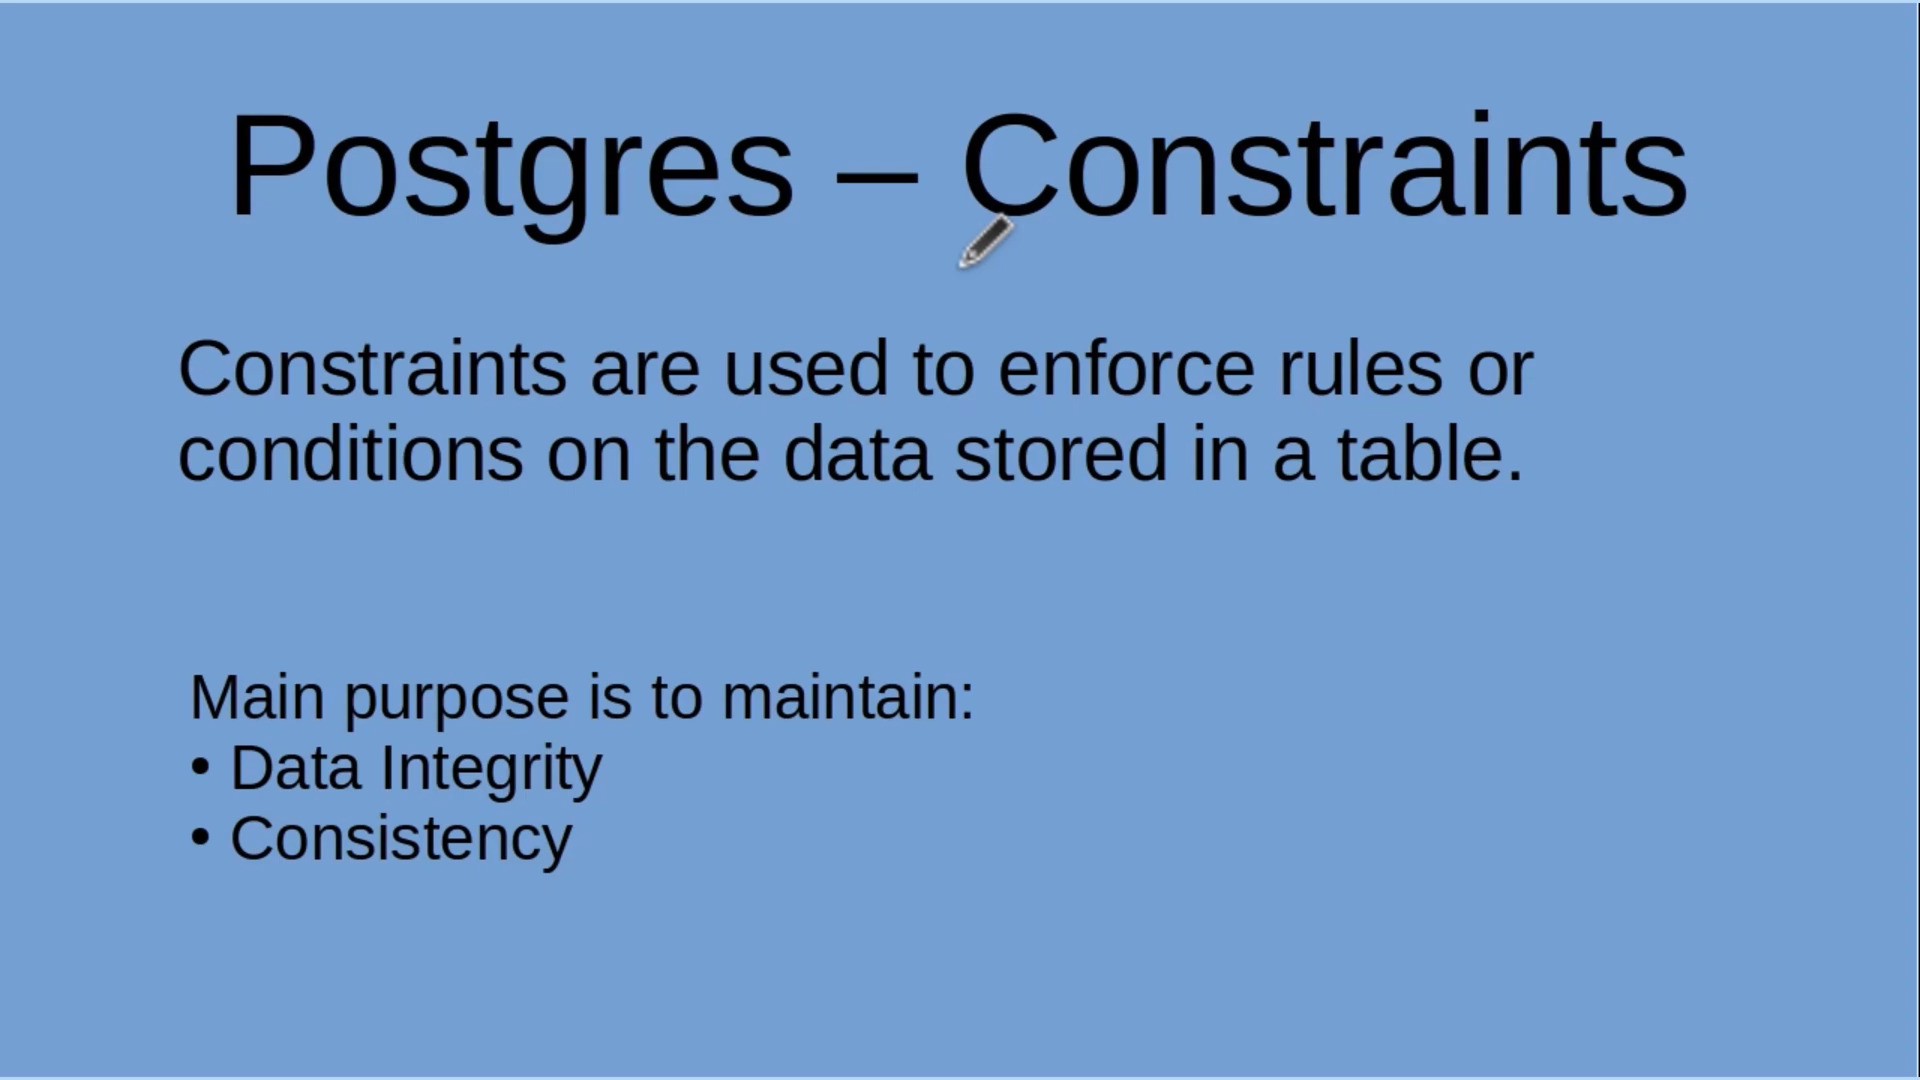 Postgres – Constraints
Constraints are used to enforce rules or
conditions on the data stored in a table.
Main purpose is to maintain:
• Data Integrity
• Consistency